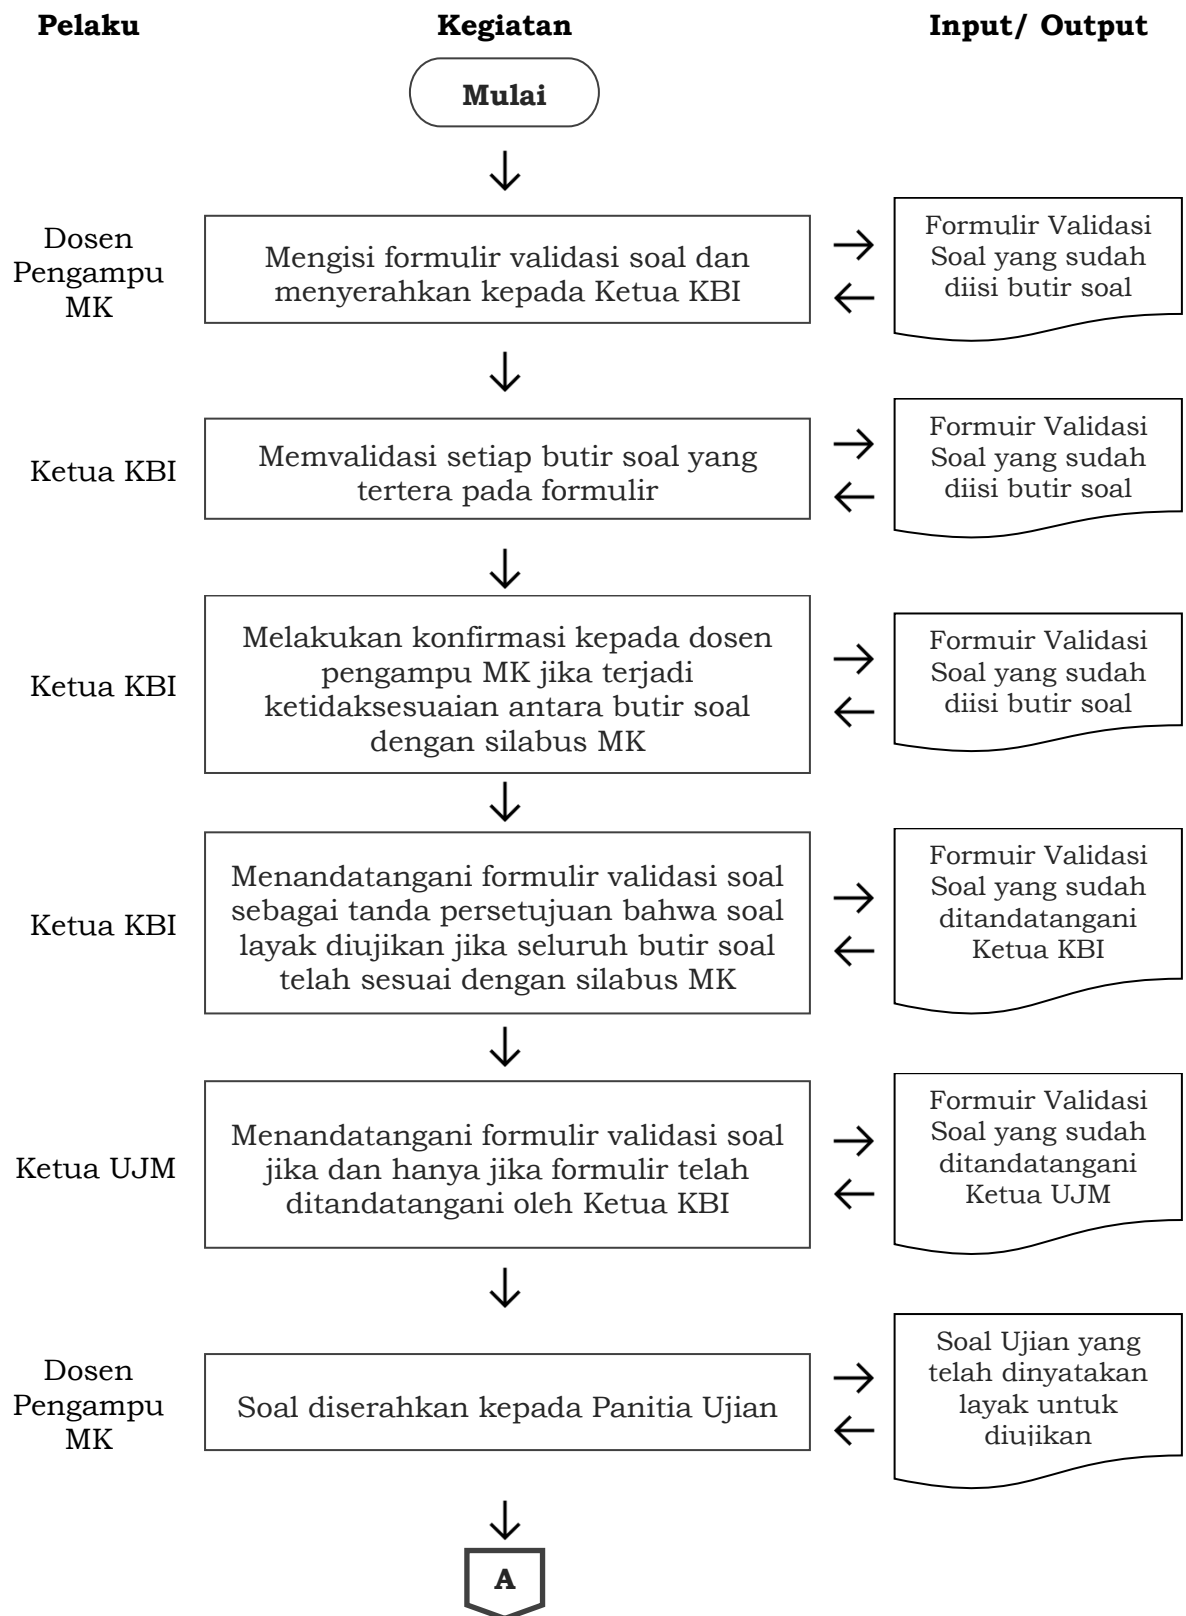 Pelaku Kegiatan Input/ Output
Mulai
Dosen
Pengampu
MK
Mengisi formulir validasi soal dan
menyerahkan kepada Ketua KBI
Formulir Validasi
Soal yang sudah
diisi butir soal
Ketua KBI
Memvalidasi setiap butir soal yang
tertera pada formulir
Formuir Validasi
Soal yang sudah
diisi butir soal
Ketua KBI
Melakukan konfirmasi kepada dosen
pengampu MK jika terjadi
ketidaksesuaian antara butir soal
dengan silabus MK
Formuir Validasi
Soal yang sudah
diisi butir soal
Ketua KBI
Menandatangani formulir validasi soal
sebagai tanda persetujuan bahwa soal
layak diujikan jika seluruh butir soal
telah sesuai dengan silabus MK
Formuir Validasi
Soal yang sudah
ditandatangani
Ketua KBI
Ketua UJM
Menandatangani formulir validasi soal
jika dan hanya jika formulir telah
ditandatangani oleh Ketua KBI
Formuir Validasi
Soal yang sudah
ditandatangani
Ketua UJM
Dosen
Pengampu
MK
Soal diserahkan kepada Panitia Ujian
Soal Ujian yang
telah dinyatakan
layak untuk
diujikan
A